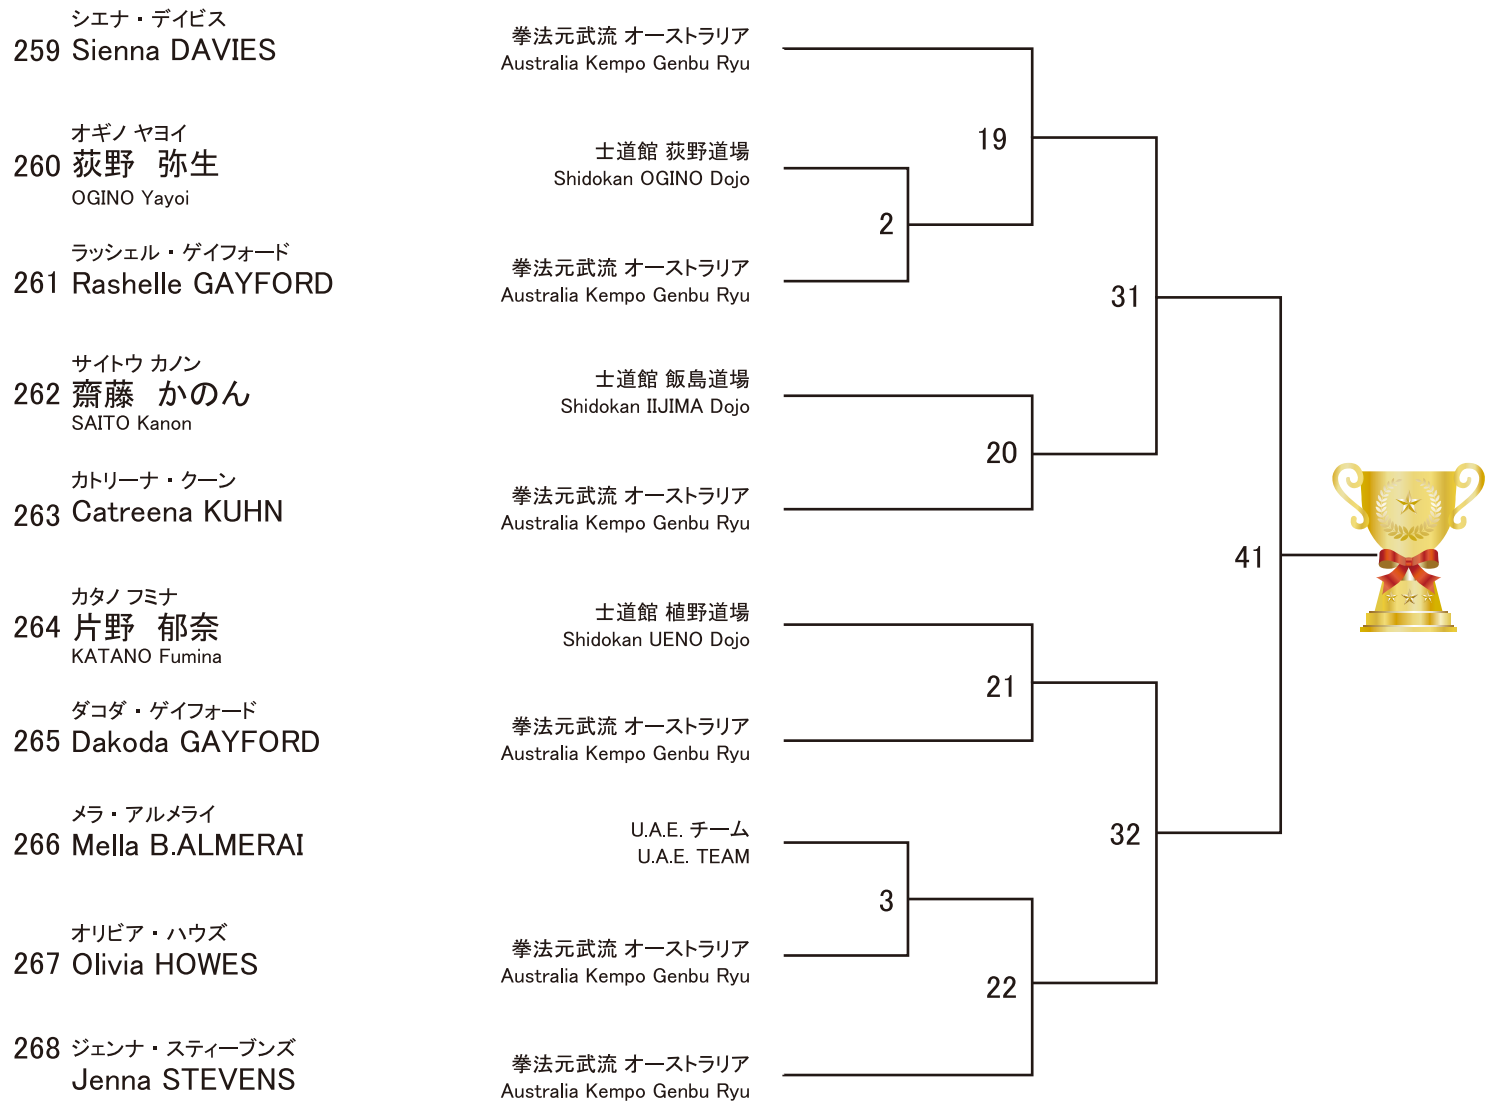 シエナ・デイビス
259 Sienna DAVIES
拳法元武流 オーストラリア
Australia Kempo Genbu Ryu
オギノ ヤヨイ
260 荻野 弥生
OGINO Yayoi
士道館 荻野道場
Shidokan OGINO Dojo
ラッシェル・ゲイフォード
261 Rashelle GAYFORD
拳法元武流 オーストラリア
Australia Kempo Genbu Ryu
サイトウ カノン
262 齋藤 かのん
SAITO Kanon
士道館 飯島道場
Shidokan IIJIMA Dojo
カトリーナ・クーン
263 Catreena KUHN
拳法元武流 オーストラリア
Australia Kempo Genbu Ryu
カタノ フミナ
264 片野 郁奈
KATANO Fumina
士道館 植野道場
Shidokan UENO Dojo
ダコダ・ゲイフォード
265 Dakoda GAYFORD
拳法元武流 オーストラリア
Australia Kempo Genbu Ryu
メラ・アルメライ
266 Mella B.ALMERAI
U.A.E. チーム
U.A.E. TEAM
オリビア・ハウズ
267 Olivia HOWES
拳法元武流 オーストラリア
Australia Kempo Genbu Ryu
268 ジェンナ・スティーブンズ
Jenna STEVENS
拳法元武流 オーストラリア
Australia Kempo Genbu Ryu
2
3
19
20
21
22
31
32
41